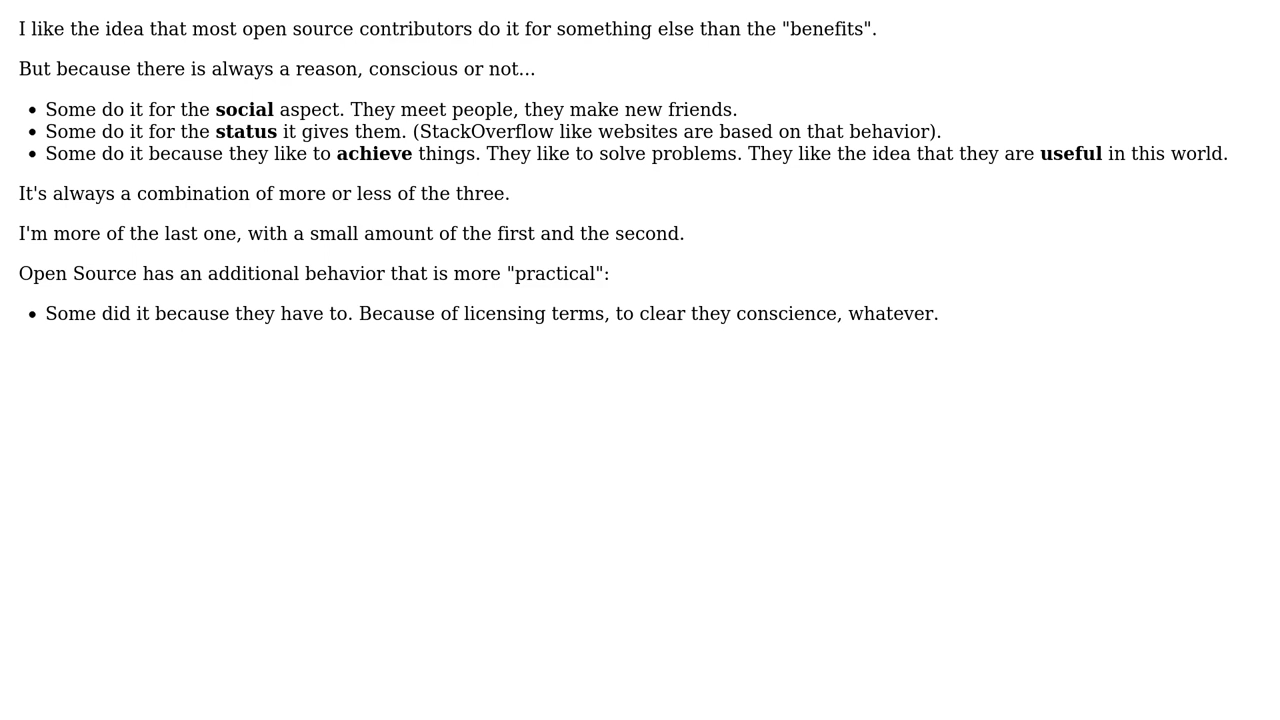 I like the idea that most open source contributors do it for something else than the "benefits".
But because there is always a reason, conscious or not...
• Some do it for the social aspect. They meet people, they make new friends.
• Some do it for the status it gives them. (StackOverflow like websites are based on that behavior).
• Some do it because they like to achieve things. They like to solve problems. They like the idea that they are useful in this world.
It's always a combination of more or less of the three.
I'm more of the last one, with a small amount of the first and the second.
Open Source has an additional behavior that is more "practical":
• Some did it because they have to. Because of licensing terms, to clear they conscience, whatever.